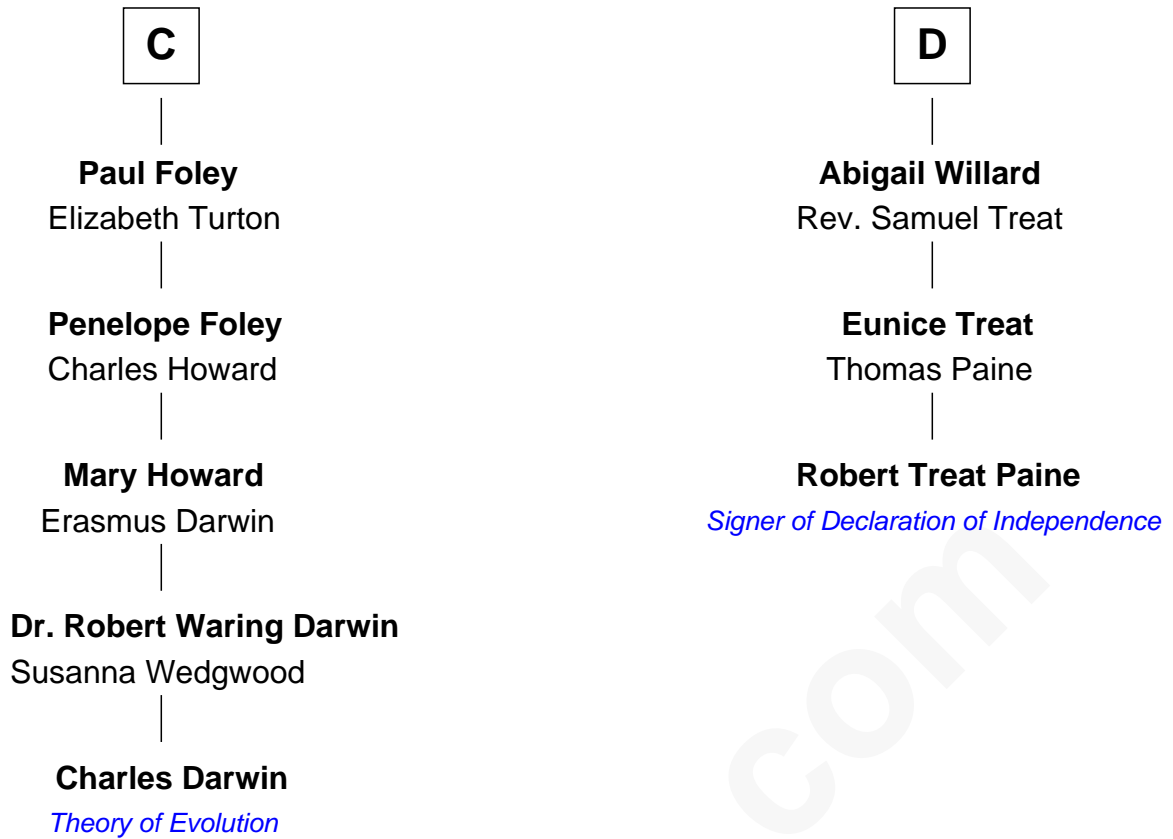 C
Paul Foley
Elizabeth Turton
Penelope Foley
Charles Howard
Mary Howard
Erasmus Darwin
Dr. Robert Waring Darwin
Susanna Wedgwood
Charles Darwin
Theory of Evolution
D
Abigail Willard
Rev. Samuel Treat
Eunice Treat
Thomas Paine
Robert Treat Paine
Signer of Declaration of Independence
com